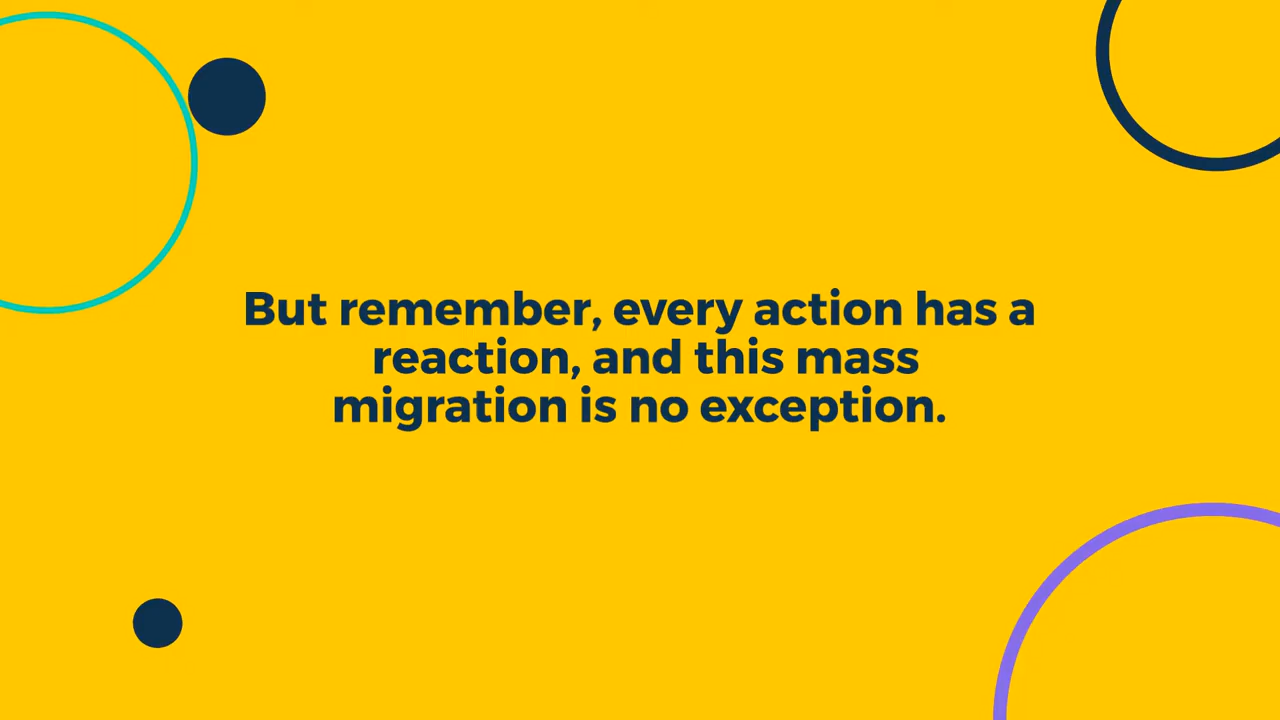 But remember, every action has a
reaction, and this mass
migration is no exception.